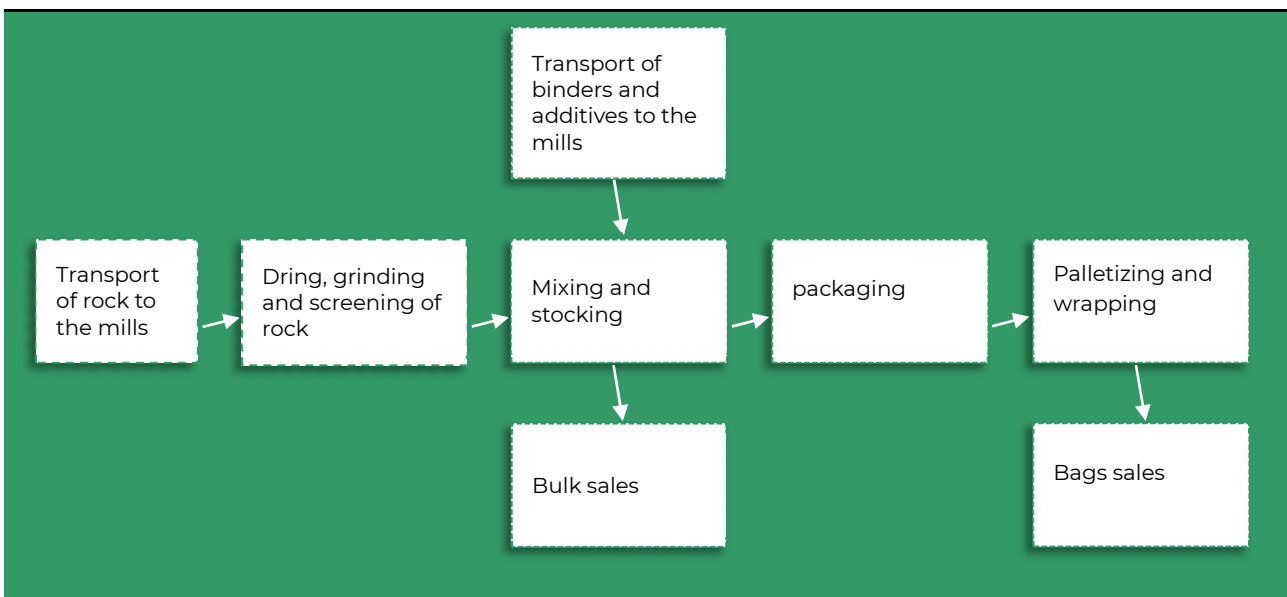 Transport of
binders and
additives to the
mills
Transport
of rock to
the mills
Dring, grinding
and screening of
rock
Mixing and
stocking
packaging
Palletizing and
wrapping
Bulk sales
Bags sales